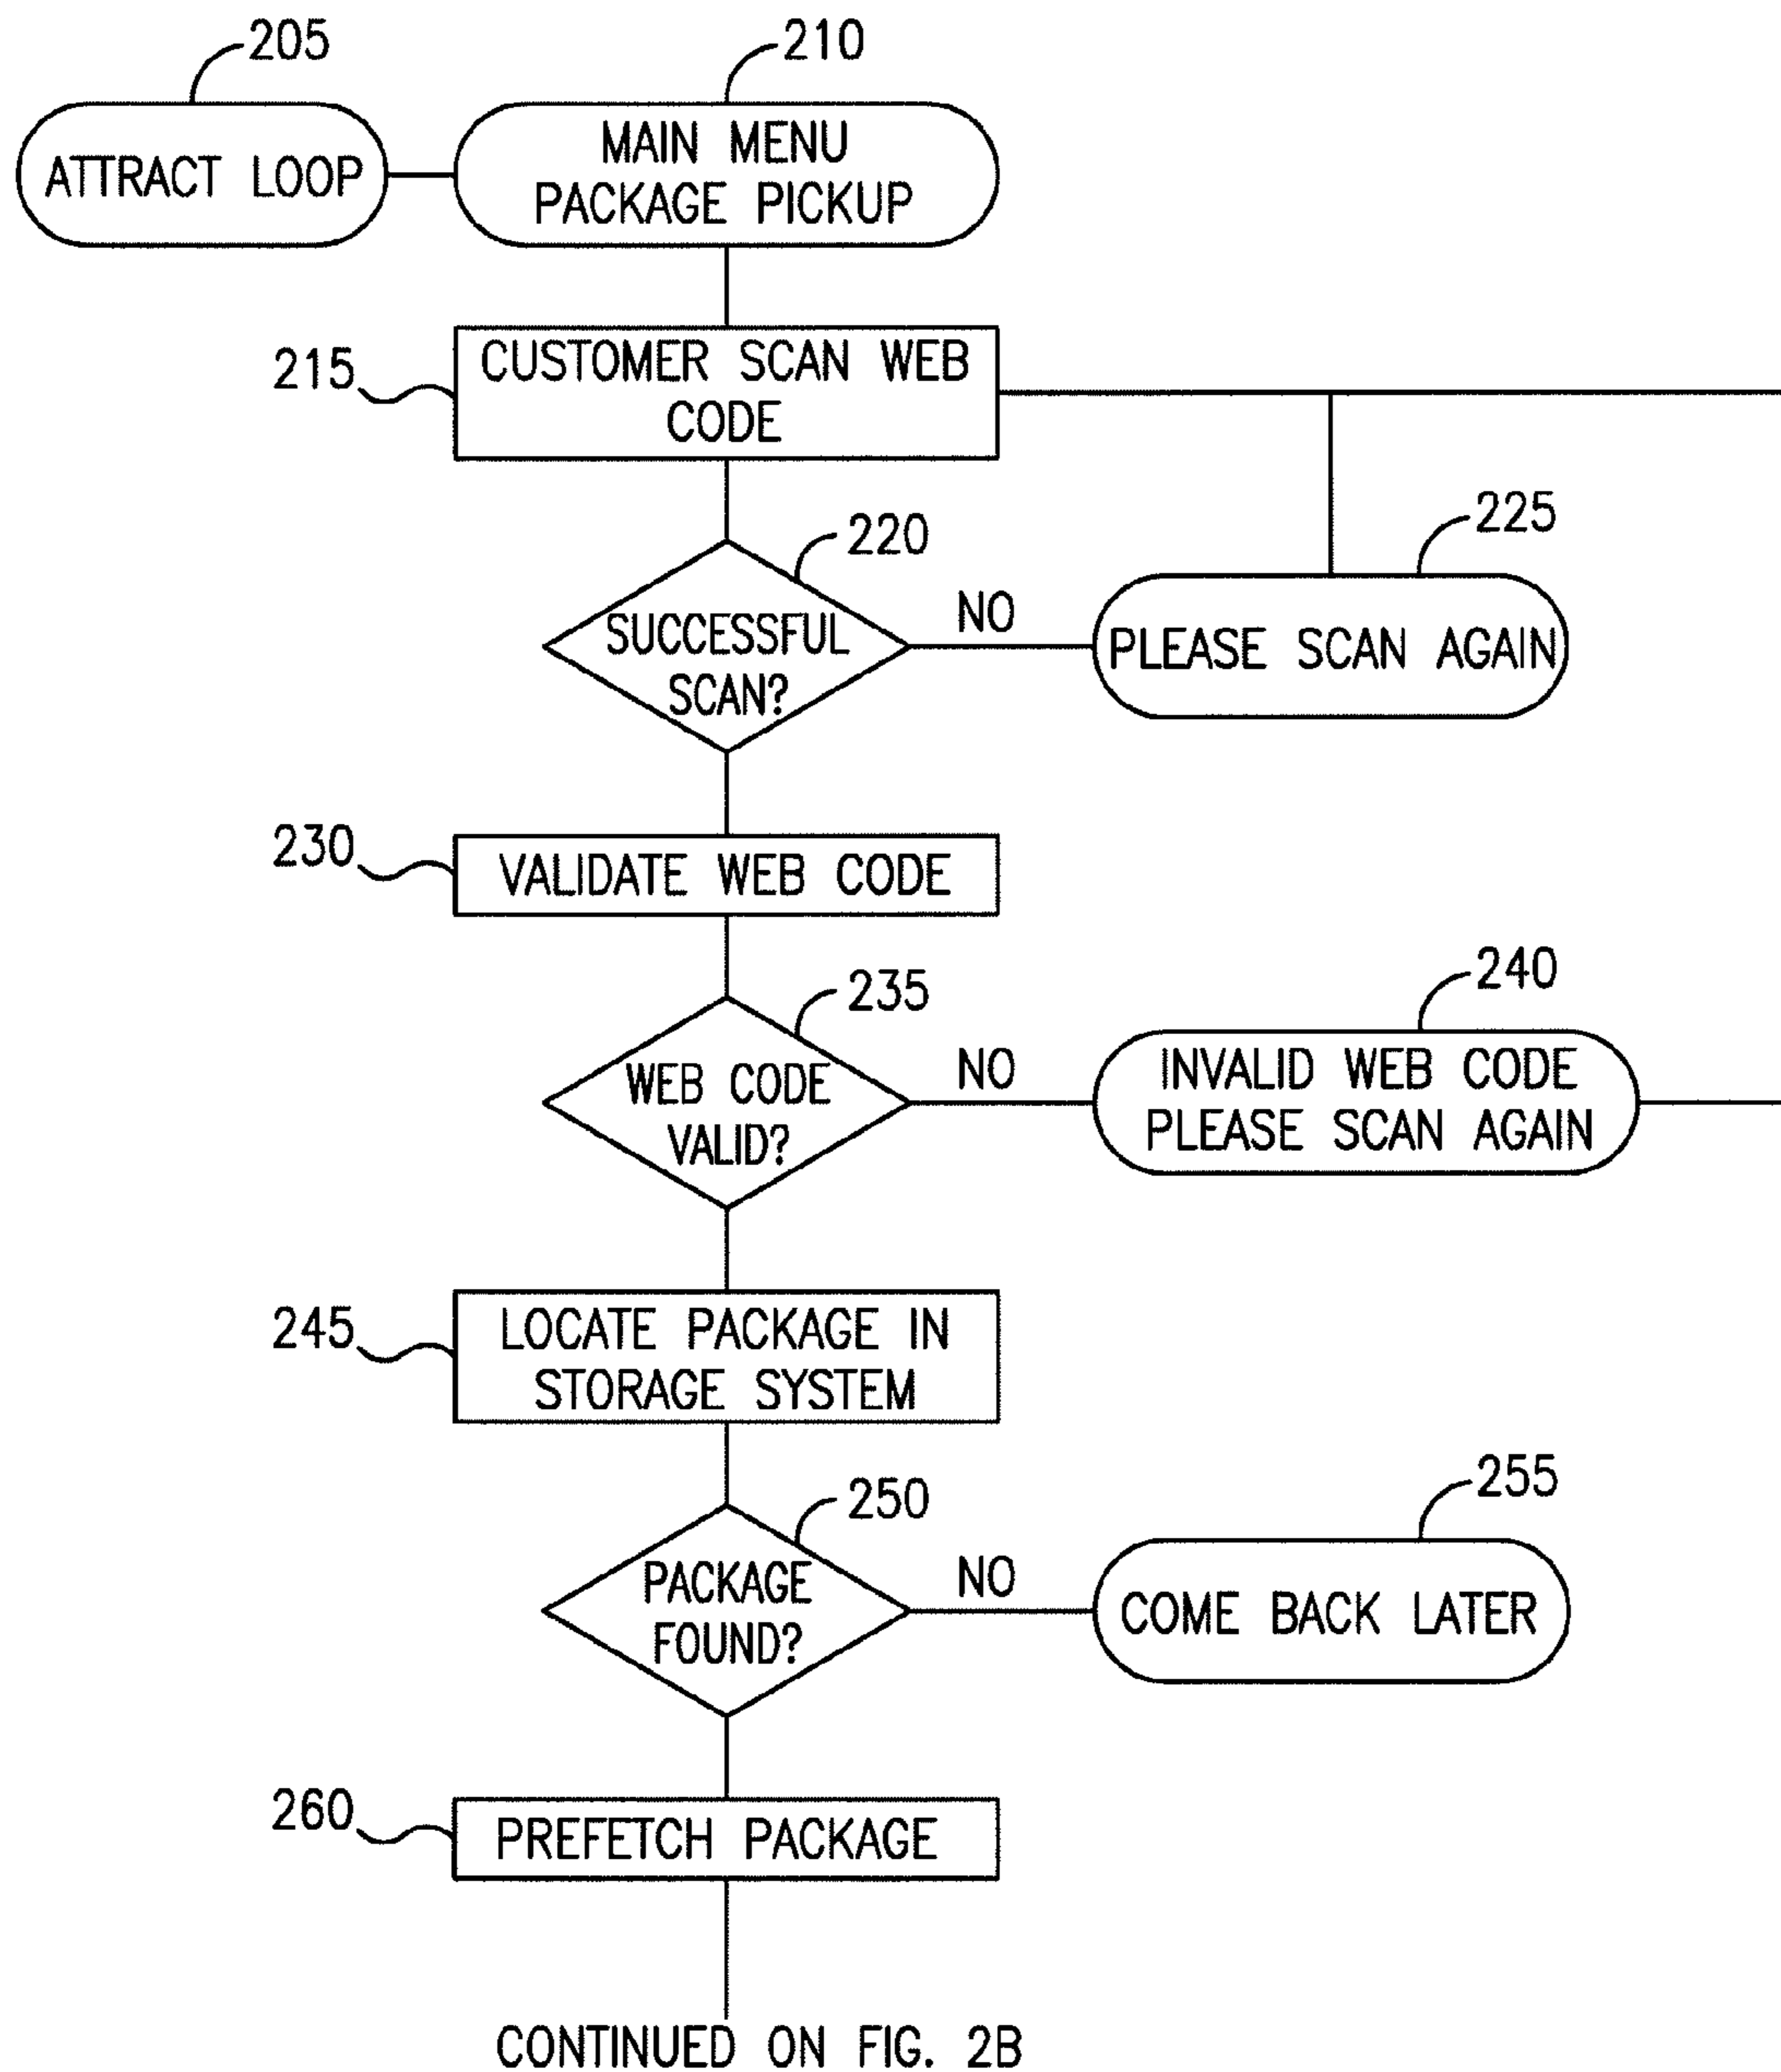 205
210
ATTRACT LOOP
MAIN MENU
PACKAGE PICKUP
215
CUSTOMER SCAN WEB
CODE
220
225
SUCCESSFUL
SCAN?
NO
PLEASE SCAN AGAIN
230
VALIDATE WEB CODE
235
240
WEB CODE
VALID?
NO
INVALID WEB CODE
PLEASE SCAN AGAIN
245
LOCATE PACKAGE IN
STORAGE SYSTEM
250
255
PACKAGE
FOUND?
NO
COME BACK LATER
260
PREFETCH PACKAGE
CONTINUED ON FIG. 2B